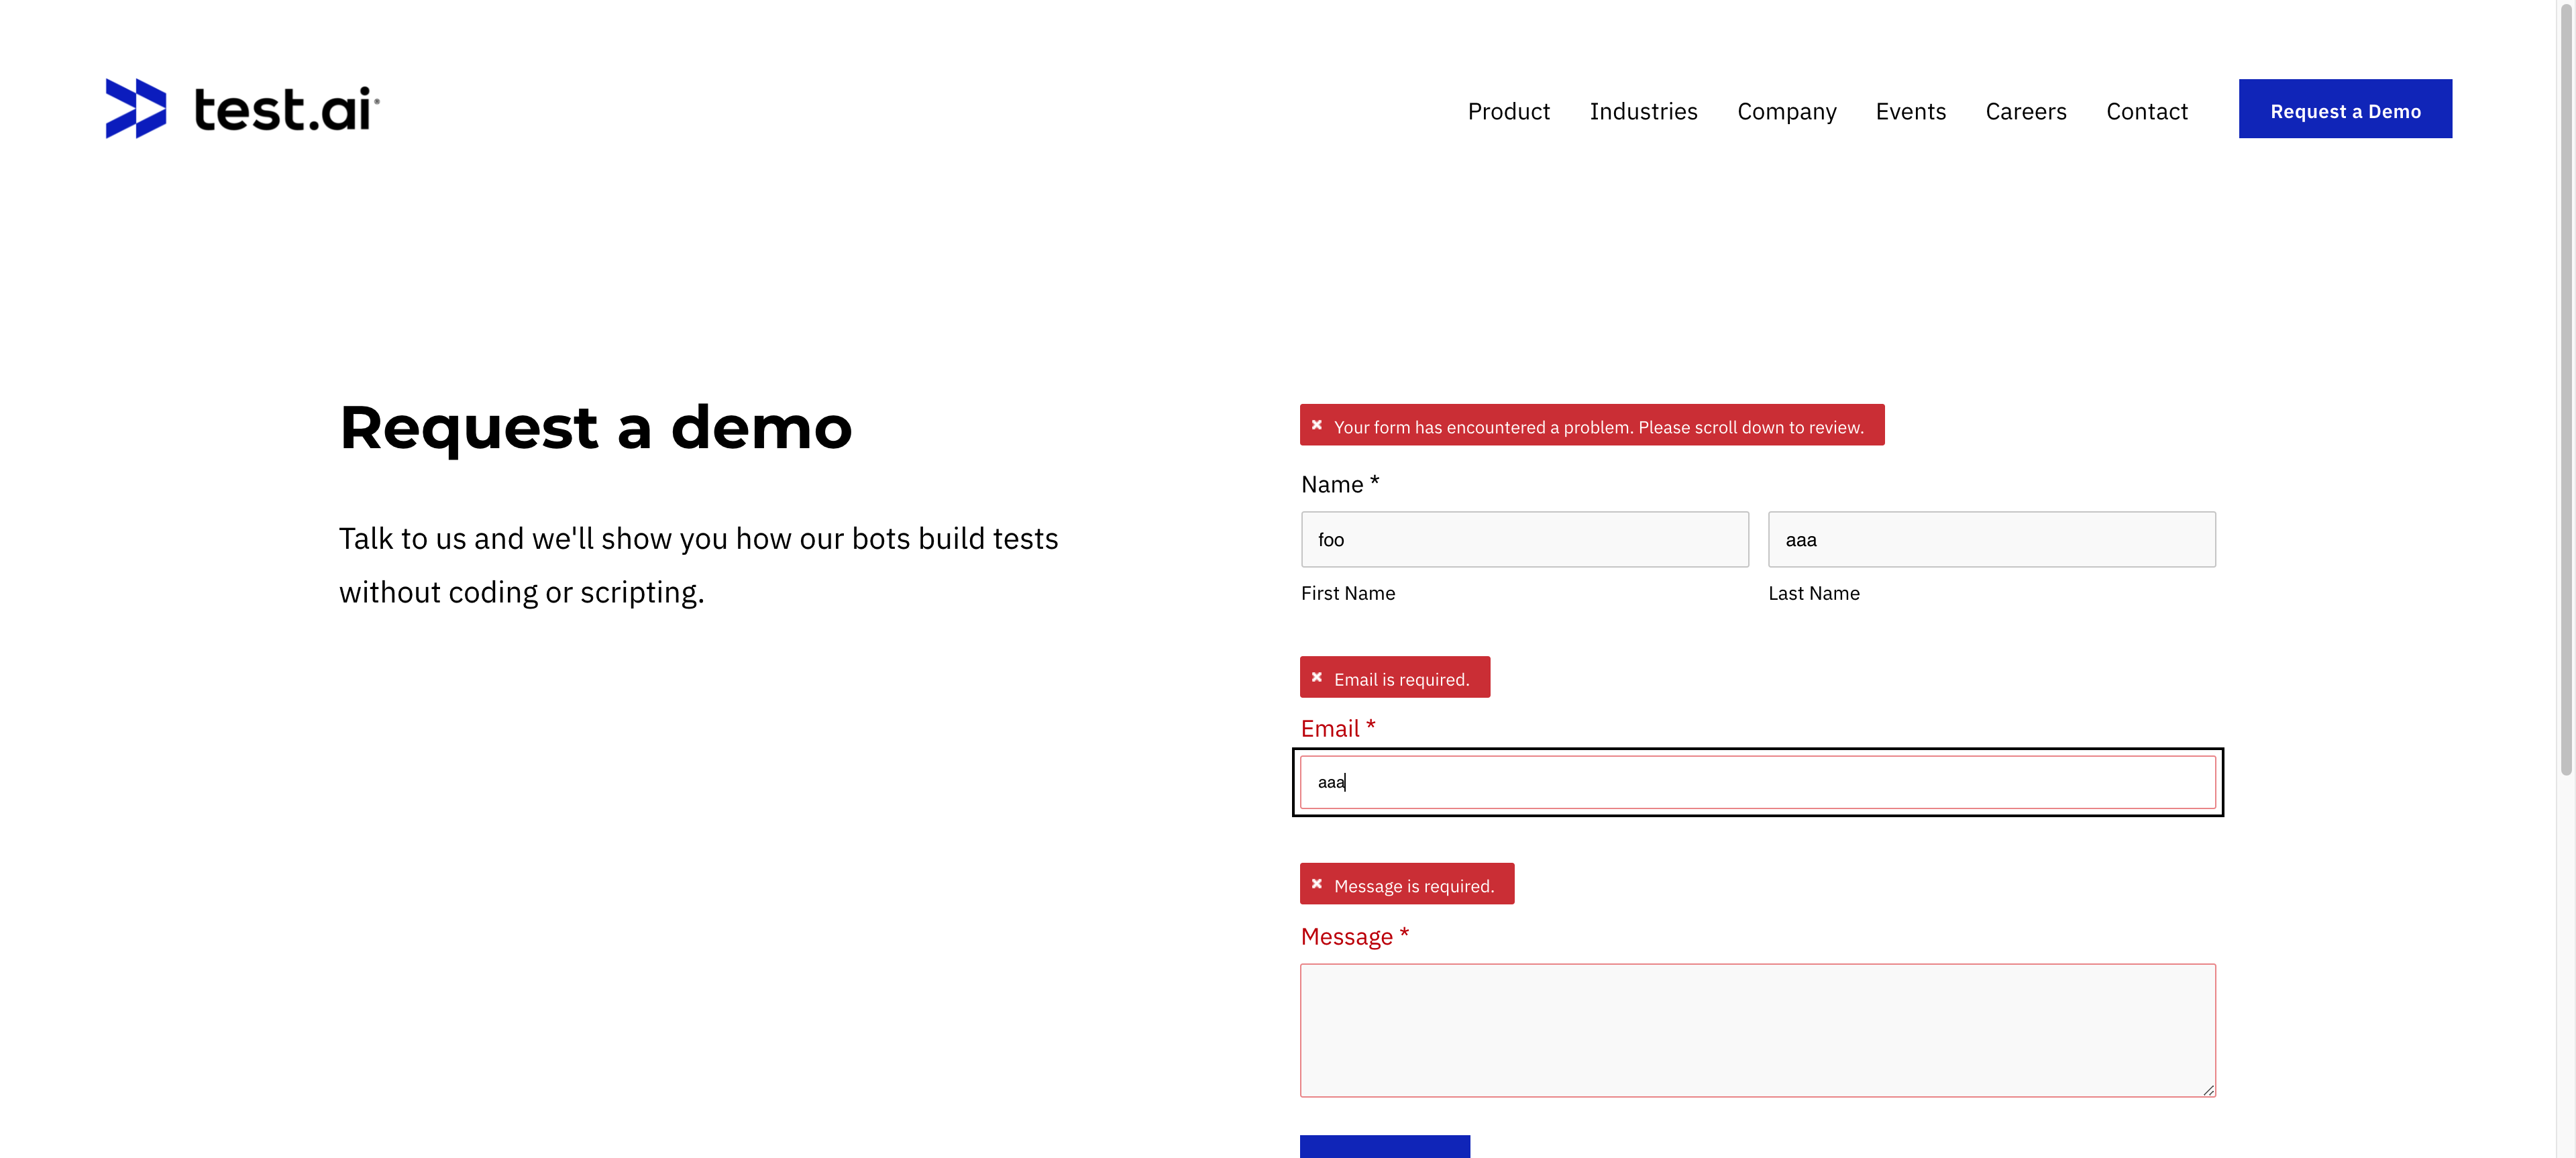 test.ai
Product Industries Company Events Careers Contact Request a Demo
Request a demo
Talk to us and we'll show you how our bots build tests
without coding or scripting.
Your form has encountered a problem. Please scroll down to review.
Name *
foo aaa
First Name Last Name
Email is required.
Email *
aaa
Message is required.
Message *